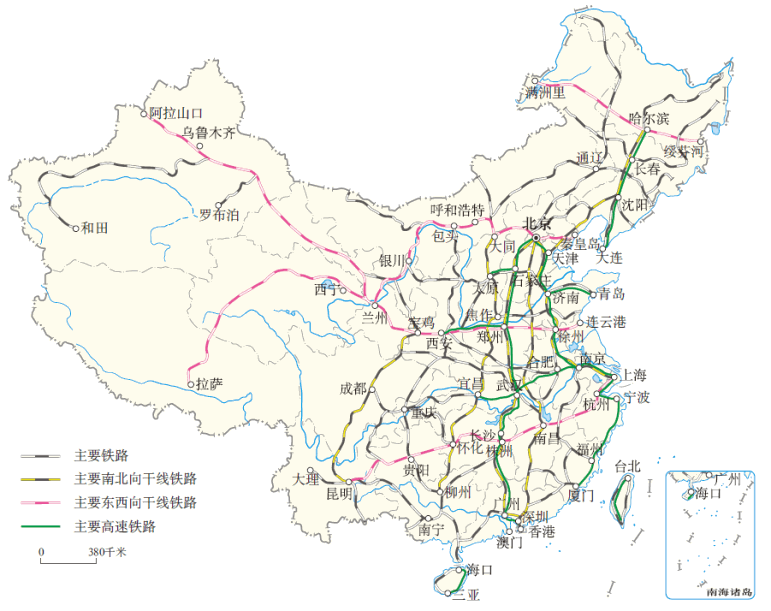 满洲里
哈尔滨
阿拉山口
乌鲁木齐
绥芬河
通辽
长春
罗布泊
沈阳
和田
呼和浩特
包头
北京
大同
秦皇岛
天津
大连
银川
石家庄
太原
西宁
济南
青岛
兰州
焦作
连云港
宝鸡
西安
郑州
徐州
拉萨
合肥
南京
上海
成都
宜昌
武汉
杭州
宁波
重庆
长沙
南昌
怀化
株洲
福州
贵阳
台北
大理
昆明
柳州
广州
厦门
深圳
南宁
香港
澳门
海口
三亚
主要铁路
主要南北向干线铁路
主要东西向干线铁路
主要高速铁路
0 380千米
广州
海口
南海诸岛